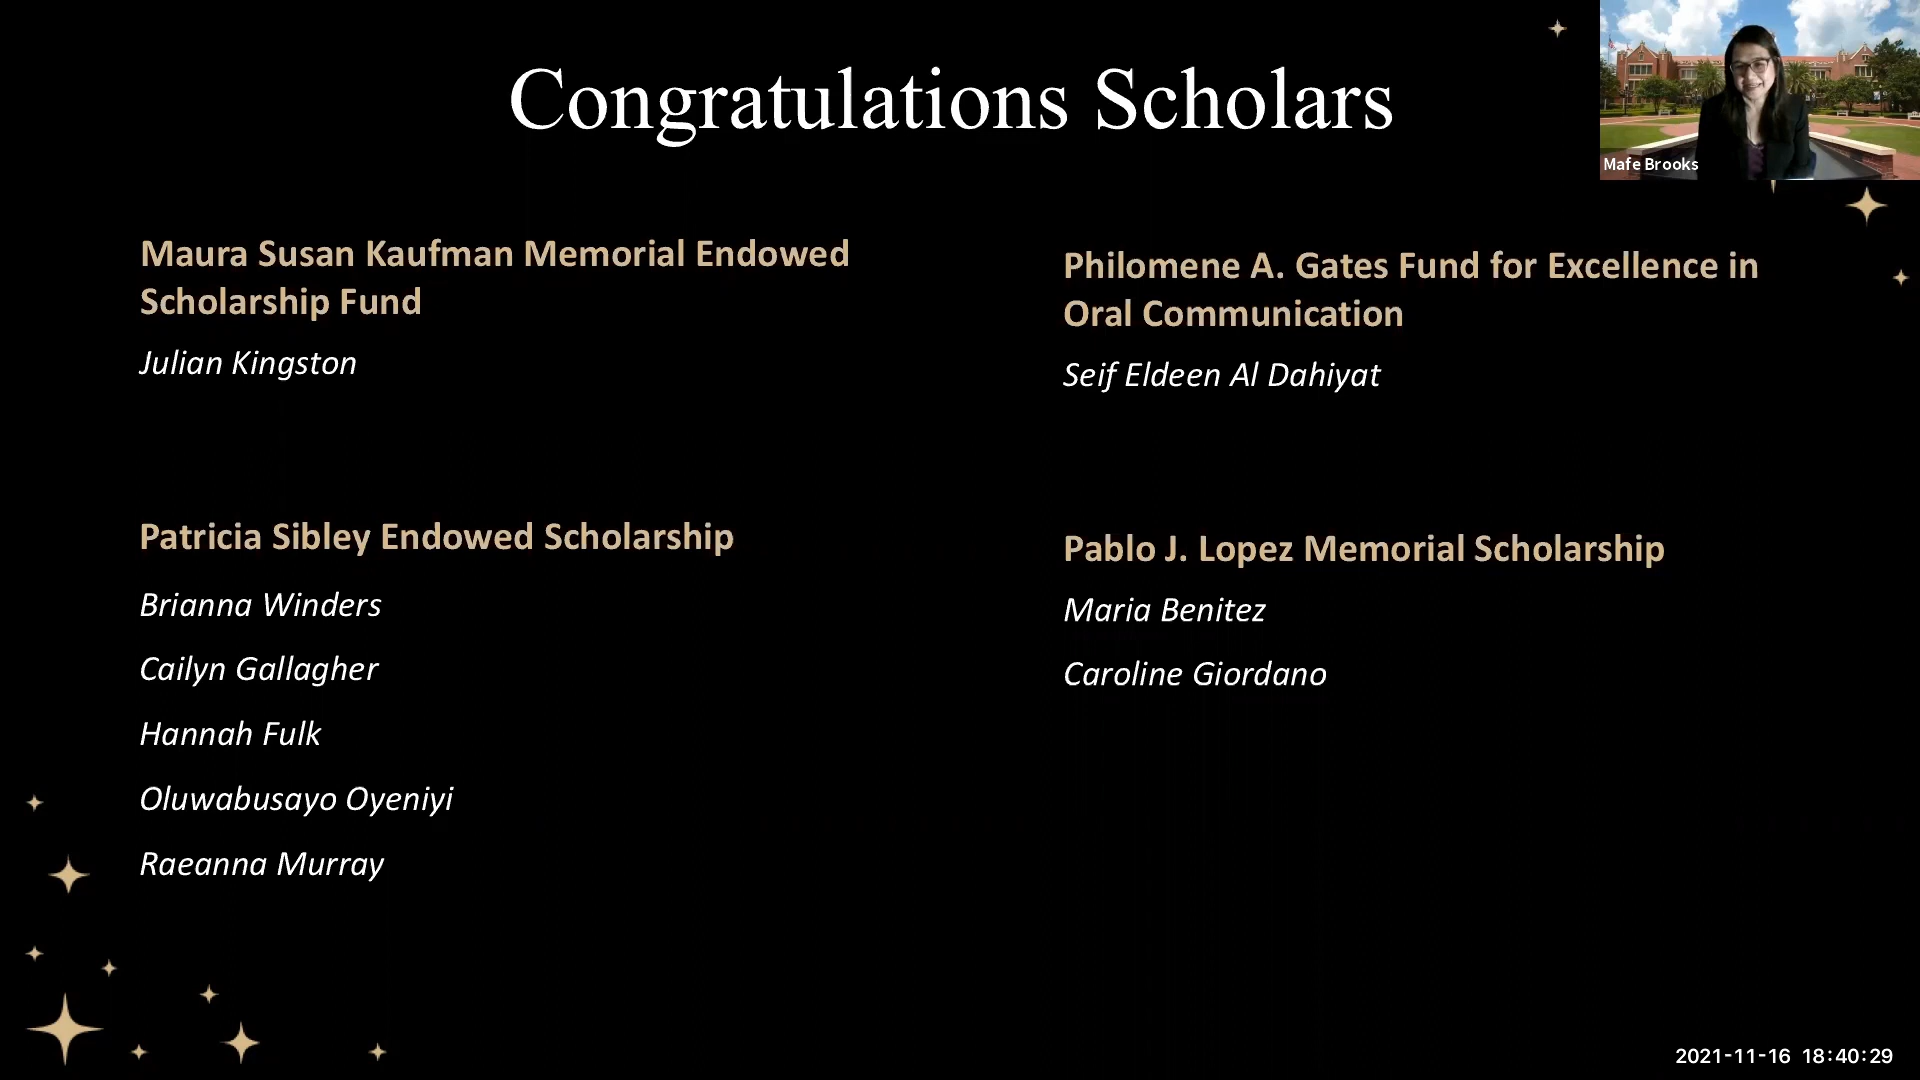 Congratulations Scholars
Mafe Brooks
Maura Susan Kaufman Memorial Endowed
Scholarship Fund
Julian Kingston
Philomene A. Gates Fund for Excellence in
Oral Communication
Seif Eldeen Al Dahiyat
Patricia Sibley Endowed Scholarship
Brianna Winders
Cailyn Gallagher
Hannah Fulk
Oluwabusayo Oyeniyi
Raeanna Murray
Pablo J. Lopez Memorial Scholarship
Maria Benitez
Caroline Giordano
2021-11-16 18:40:29